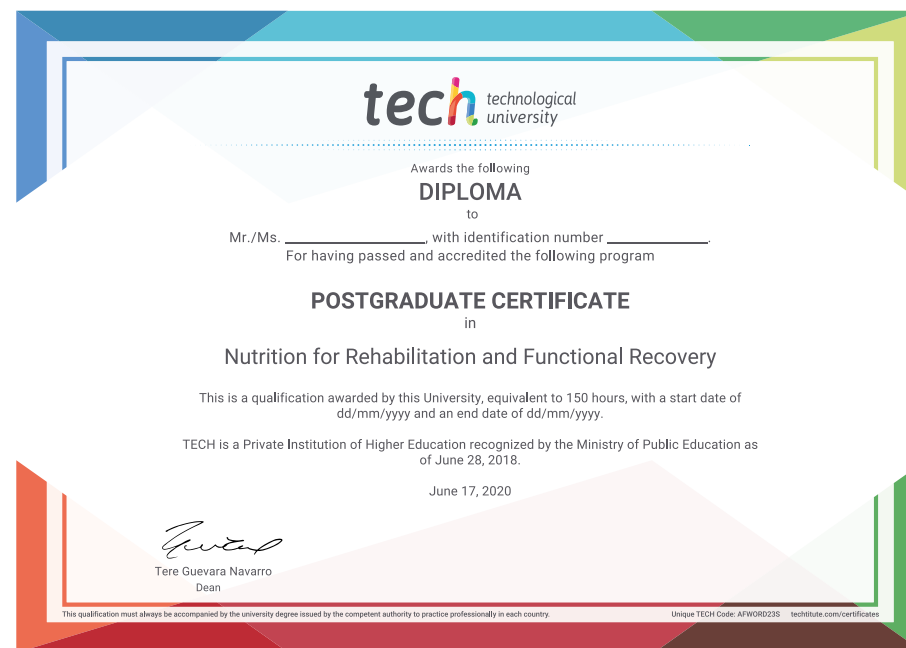 tech technological
university
Awards the following
DIPLOMA
to
Mr./Ms. ____________________, with identification number ______________.
For having passed and accredited the following program
POSTGRADUATE CERTIFICATE
in
Nutrition for Rehabilitation and Functional Recovery
This is a qualification awarded by this University, equivalent to 150 hours, with a start date of
dd/mm/yyyy and an end date of dd/mm/yyyy.
TECH is a Private Institution of Higher Education recognized by the Ministry of Public Education as
of June 28, 2018.
June 17, 2020
Tere Guevara Navarro
Dean
This qualification must always be accompanied by the university degree issued by the competent authority to practice professionally in each country. Unique TECH Code: AFWORD23S techtitute.com/certificates